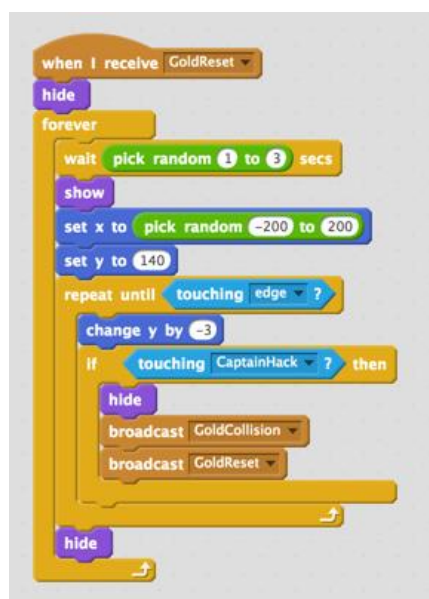 when I receive GoldReset
hide
forever
wait pick random 1 to 3 secs
show
set x to pick random -200 to 200
set y to 140
repeat until touching edge ?
change y by -3
if touching CaptainHack ? then
hide
broadcast GoldCollision
broadcast GoldReset
hide